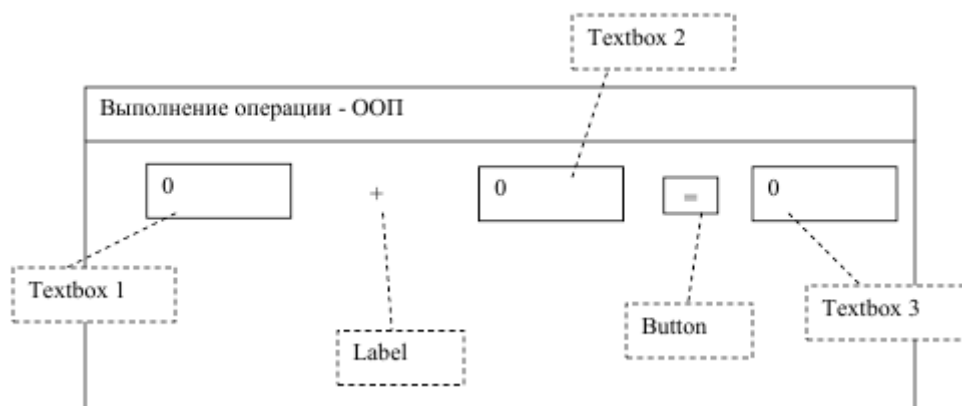 Textbox 2
Выполнение операции - ООП
0 + 0 = 0
Textbox 1
Label
Button
Textbox 3